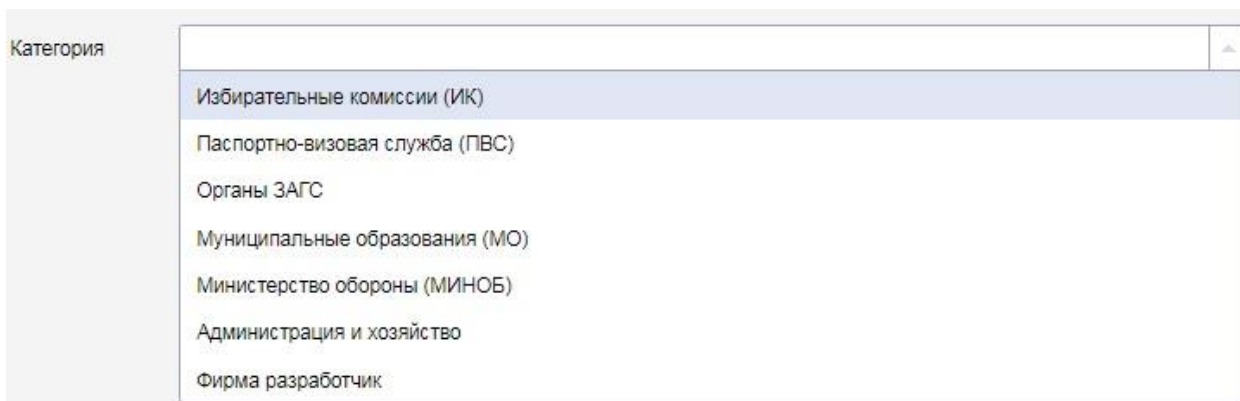 Категория
Избирательные комиссии (ИК)
Паспортно-визовая служба (ПВС)
Органы ЗАГС
Муниципальные образования (МО)
Министерство обороны (МИНОБ)
Администрация и хозяйство
Фирма разработчик